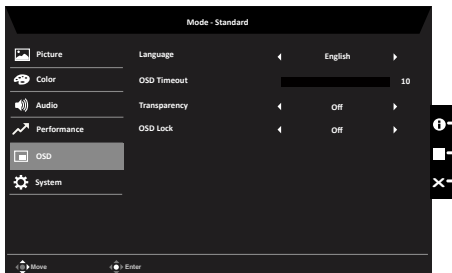 Mode - Standard
Picture
Language English
Color
OSD Timeout 10
Audio
Transparency Off
Performance
OSD Lock Off
OSD
System
Move Enter